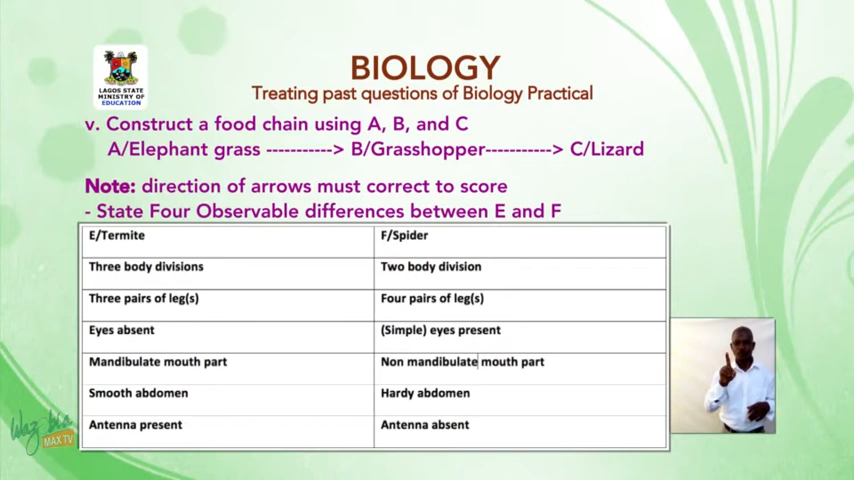 LAGOS STATE
MINISTRY OF
EDUCATION
BIOLOGY
Treating past questions of Biology Practical
v. Construct a food chain using A, B, and C
A/Elephant grass -----------> B/Grasshopper-----------> C/Lizard
Note: direction of arrows must correct to score
- State Four Observable differences between E and F
E/Termite F/Spider
Three body divisions Two body division
Three pairs of leg(s) Four pairs of leg(s)
Eyes absent (Simple) eyes present
Mandibulate mouth part Non mandibulate mouth part
Smooth abdomen Hardy abdomen
Antenna present Antenna absent
MAX TV